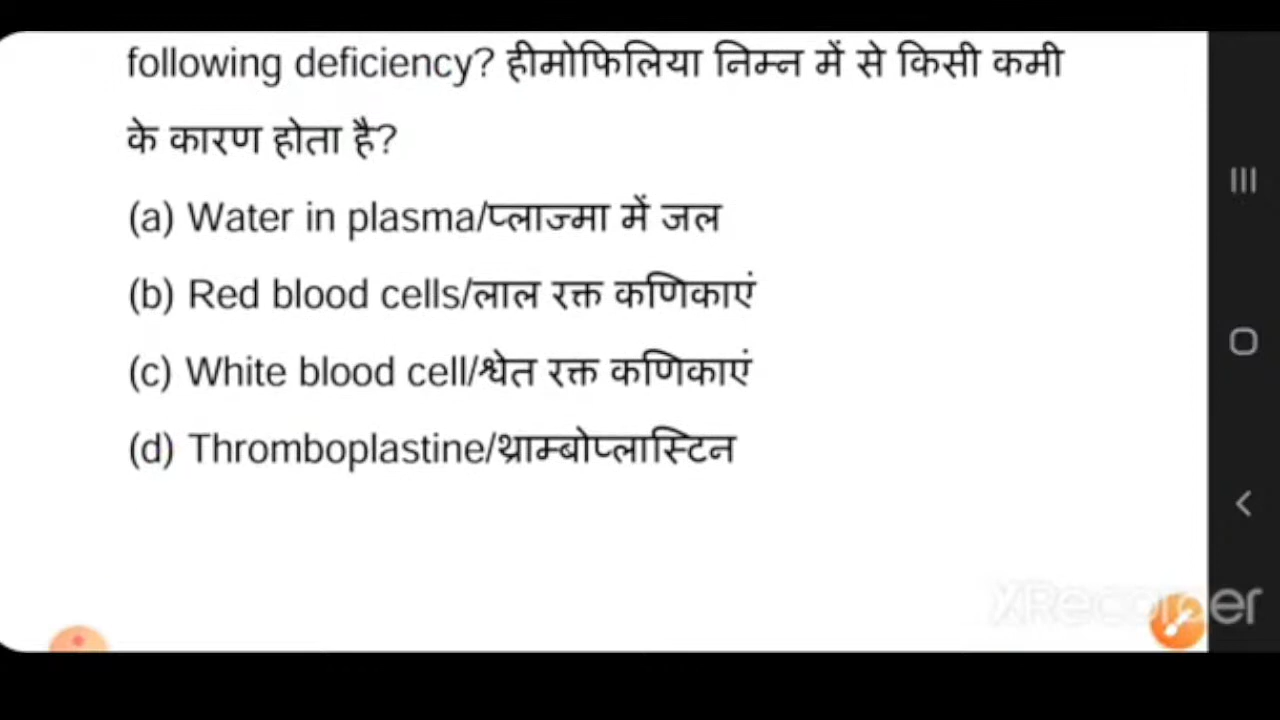 following deficiency? हीमोफिलिया निम्न में से किसी कमी
के कारण होता है?
(a) Water in plasma/प्लाज्मा में जल
(b) Red blood cells/लाल रक्त कणिकाएं
(c) White blood cell/श्वेत रक्त कणिकाएं
(d) Thromboplastine/थ्राम्बोप्लास्टिन
XRecorder